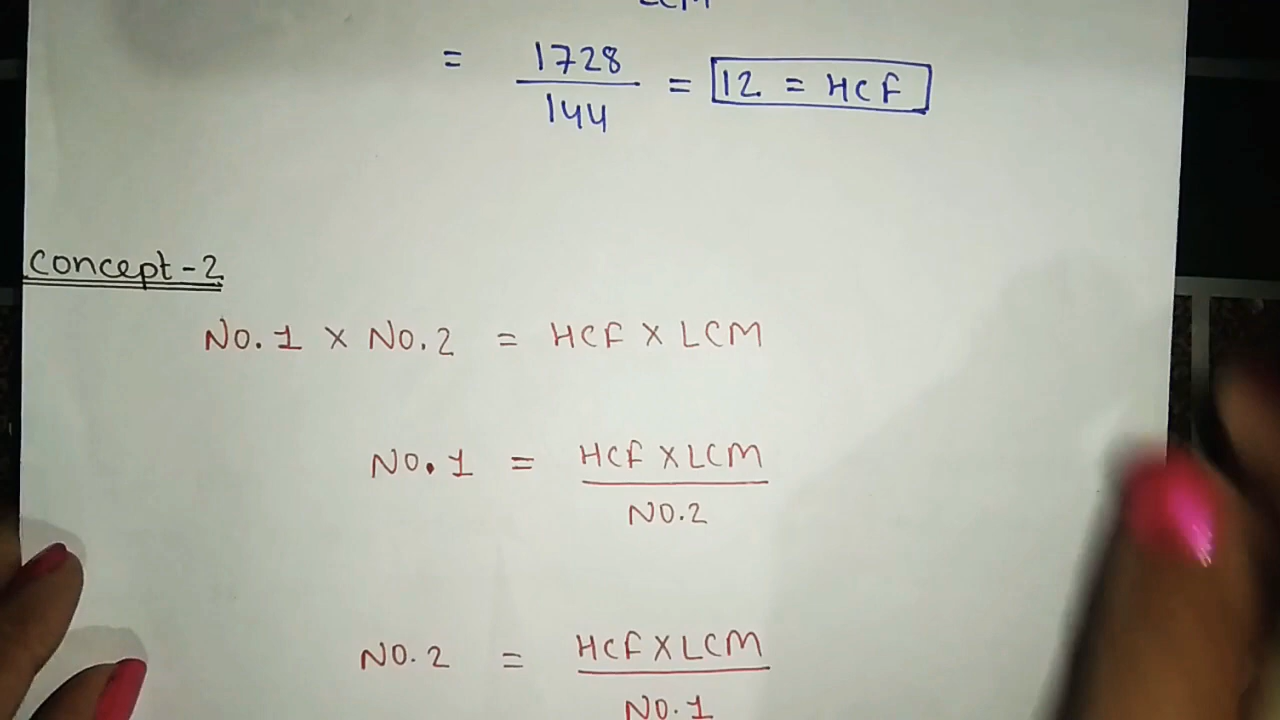 LCM
= 1728 / 144 = 12 = HCF
Concept-2
No. 1 x No. 2 = HCF x LCM
No. 1 = HCF x LCM
No. 2
No. 2 = HCF x LCM
No. 1